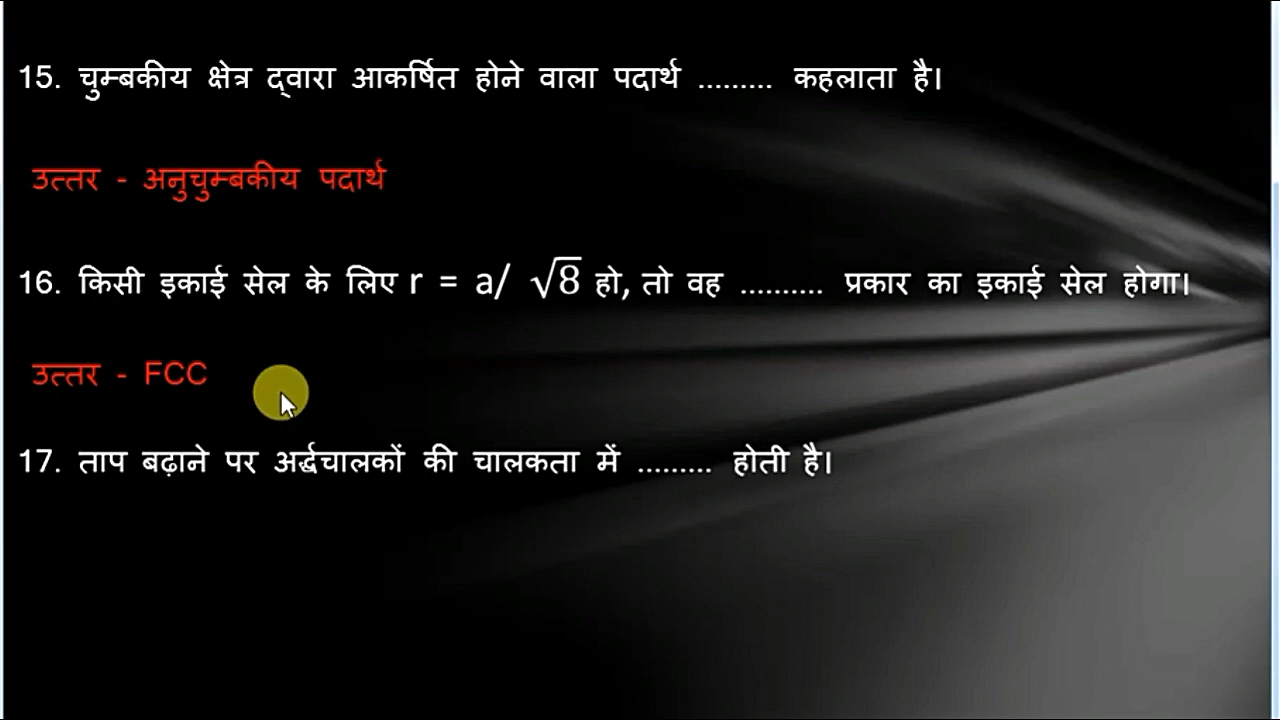 15. चुम्बकीय क्षेत्र द्वारा आकर्षित होने वाला पदार्थ ......... कहलाता है।
उत्तर - अनुचुम्बकीय पदार्थ
16. किसी इकाई सेल के लिए r = a/ √8 हो, तो वह .......... प्रकार का इकाई सेल होगा।
उत्तर - FCC
17. ताप बढ़ाने पर अर्द्धचालकों की चालकता में ......... होती है।